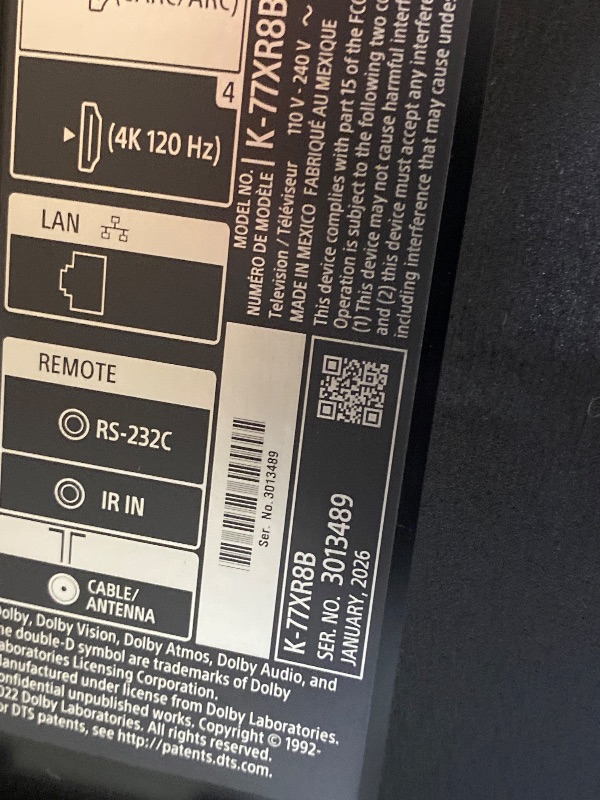 (eARC/ARC)
4
(4K 120 Hz)
LAN
REMOTE
RS-232C
IR IN
CABLE/
ANTENNA
MODEL NO.
NUMÉRO DE MODÈLE
K-77XR8B
Television / Téléviseur 110 V - 240 V ~
MADE IN MEXICO FABRIQUÉ AU MEXIQUE
This device complies with part 15 of the FCC
Operation is subject to the following two
(1) This device may not cause harmful
and (2) this device must accept any
including interference that may cause
Ser. No. 3013489
K-77XR8B
SER. NO. 3013489
JANUARY, 2026
Dolby, Dolby Vision, Dolby Atmos, Dolby Audio, and
the double-D symbol are trademarks of Dolby
Laboratories Licensing Corporation.
Manufactured under license from Dolby Laboratories.
Confidential unpublished works. Copyright © 1992-
2022 Dolby Laboratories. All rights reserved.
For DTS patents, see http://patents.dts.com.